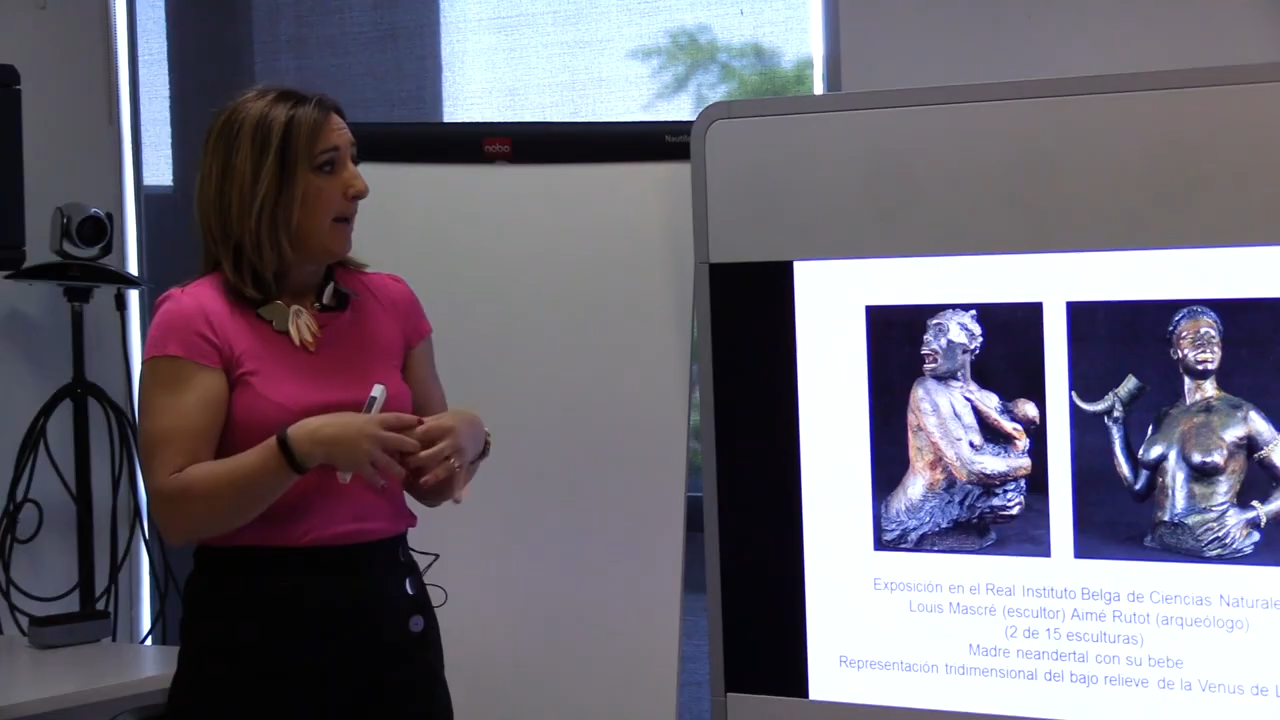 nobo
Exposición en el Real Instituto Belga de Ciencias Naturale
Louis Mascré (escultor) Aimé Rutot (arqueólogo)
(2 de 15 esculturas)
Madre neandertal con su bebe
Representación tridimensional del bajo relieve de la Venus de L